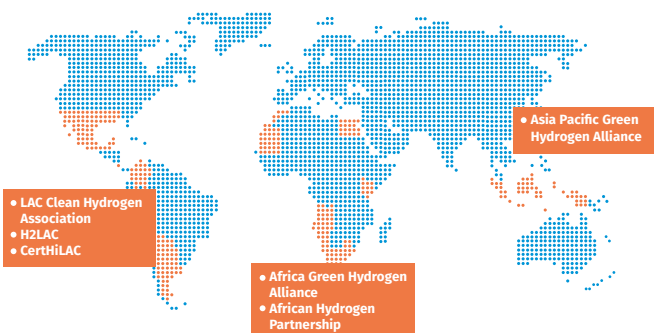 • Asia Pacific Green
Hydrogen Alliance
• LAC Clean Hydrogen
Association
• H2LAC
• CertHiLAC
• Africa Green Hydrogen
Alliance
• African Hydrogen
Partnership